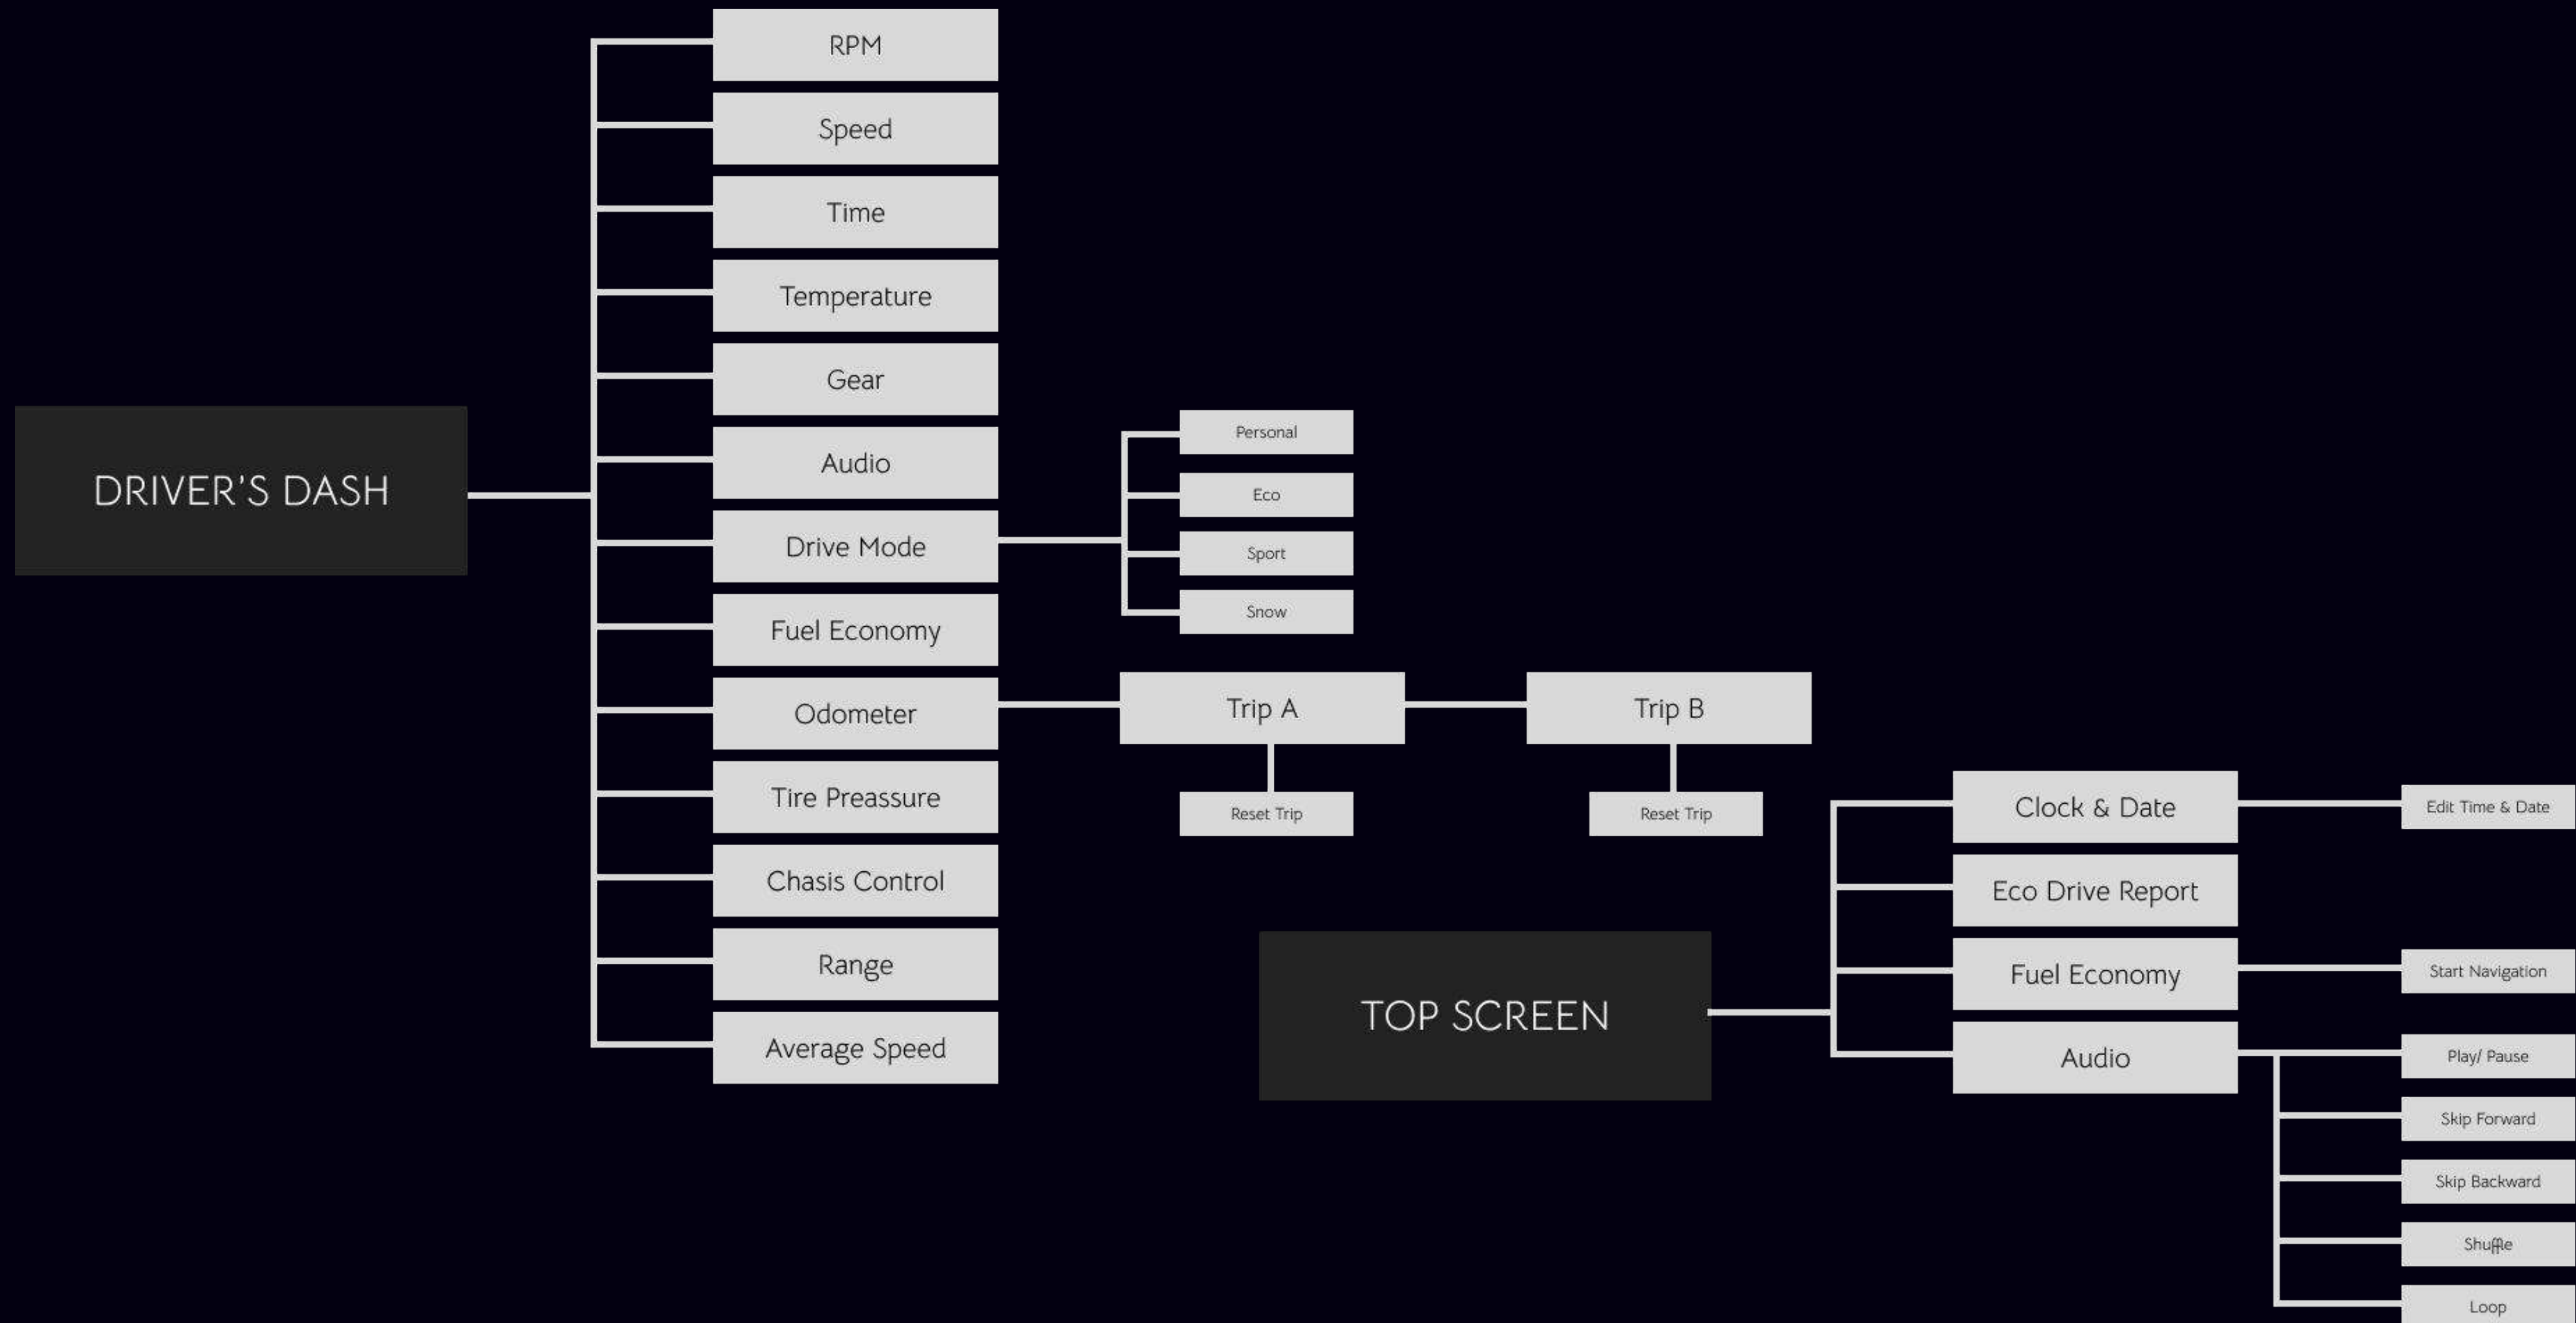 DRIVER'S DASH
RPM
Speed
Time
Temperature
Gear
Audio
Drive Mode
Personal
Eco
Sport
Snow
Fuel Economy
Odometer
Trip A
Reset Trip
Trip B
Reset Trip
Tire Preassure
Chasis Control
Range
Average Speed
TOP SCREEN
Clock & Date
Edit Time & Date
Eco Drive Report
Fuel Economy
Start Navigation
Audio
Play/ Pause
Skip Forward
Skip Backward
Shuffle
Loop